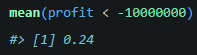 mean(profit < -10000000)
#> [1] 0.24